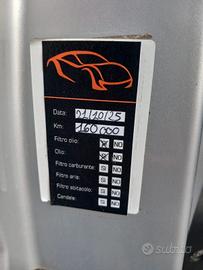 Data: 01/10/25
Km: 160 000
Filtro olio: SI NO
Olio: SI NO
Filtro carburante: SI NO
Filtro aria: SI NO
Filtro abitacolo: SI NO
Candele: SI NO
subito